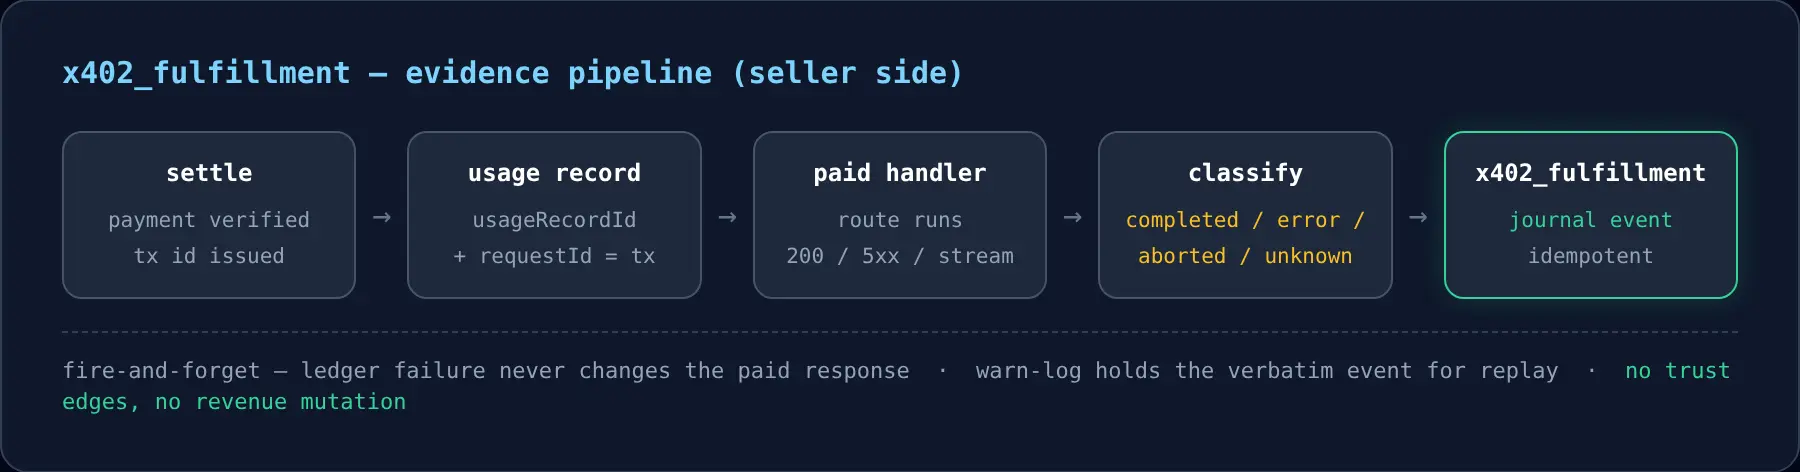 x402_fulfillment — evidence pipeline (seller side)
settle
payment verified
tx id issued
→
usage record
usageRecordId
+ requestId = tx
→
paid handler
route runs
200 / 5xx / stream
→
classify
completed / error /
aborted / unknown
→
x402_fulfillment
journal event
idempotent
fire-and-forget — ledger failure never changes the paid response · warn-log holds the verbatim event for replay · no trust
edges, no revenue mutation